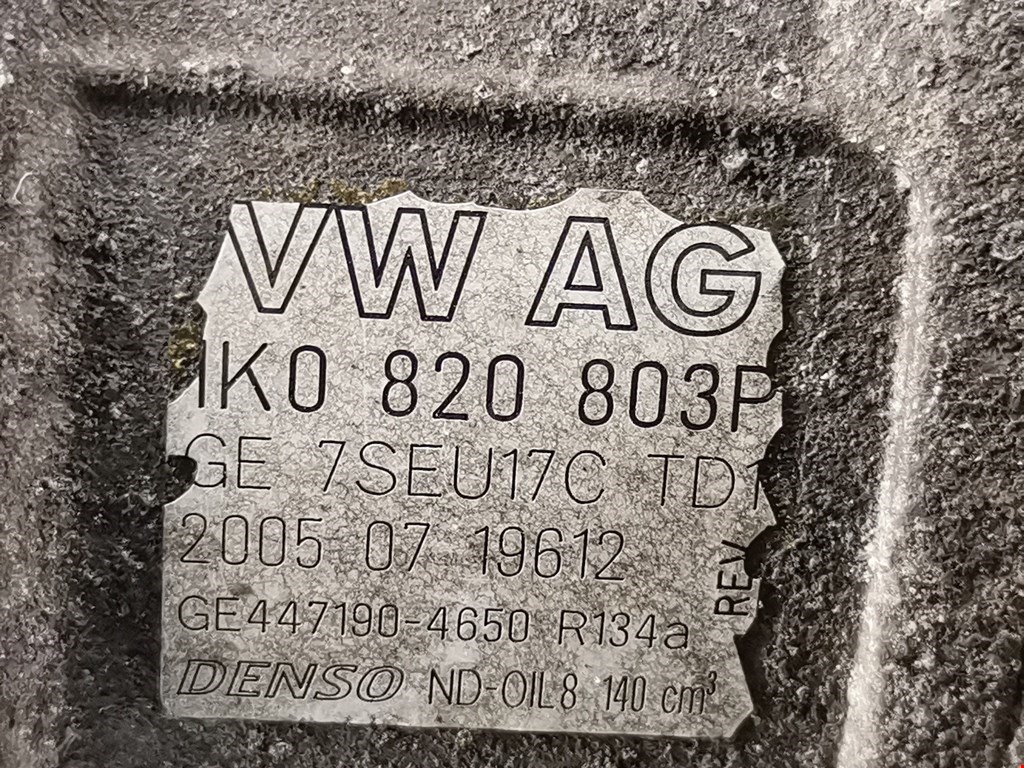 VW AG
1K0 820 803P
GE 7SEU17C TD1
2005 07 19612
REV
GE447190-4650 R134a
DENSO ND-OIL8 140 cm³